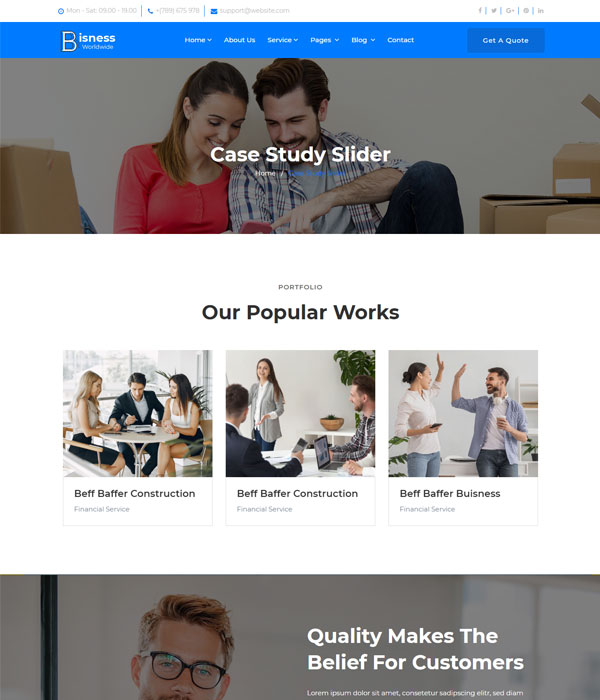 Mon - Sat: 09.00 - 19.00 +(789) 675 978 support@website.com
Bisness
Worldwide
Home About Us Service Pages Blog Contact
Get A Quote
Case Study Slider
Home /
PORTFOLIO
Our Popular Works
Beff Baffer Construction
Financial Service
Beff Baffer Construction
Financial Service
Beff Baffer Buisness
Financial Service
Quality Makes The
Belief For Customers
Lorem ipsum dolor sit amet, consetetur sadipscing elitr, sed diam